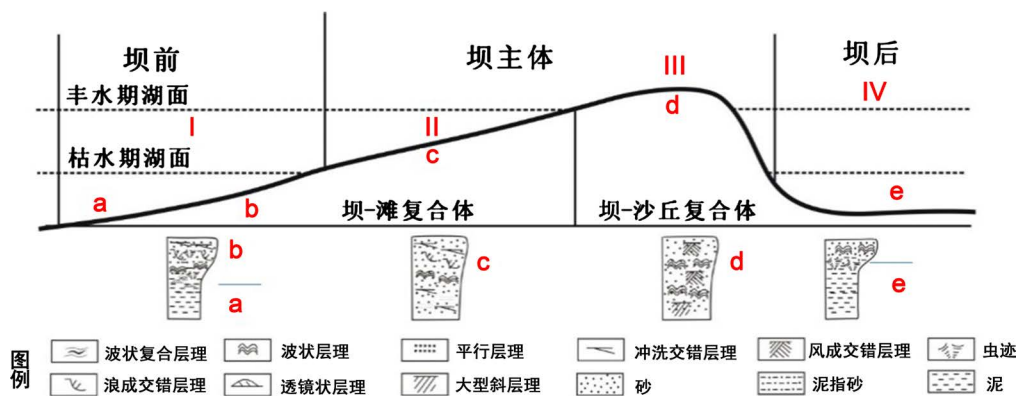 坝前
坝主体
III
坝后
丰水期湖面
d
IV
I
II
枯水期湖面
c
a
b
坝-滩复合体
坝-沙丘复合体
e
b
a
c
d
e
图例
波状复合层理
波状层理
平行层理
冲洗交错层理
风成交错层理
虫迹
浪成交错层理
透镜状层理
大型斜层理
砂
泥指砂
泥